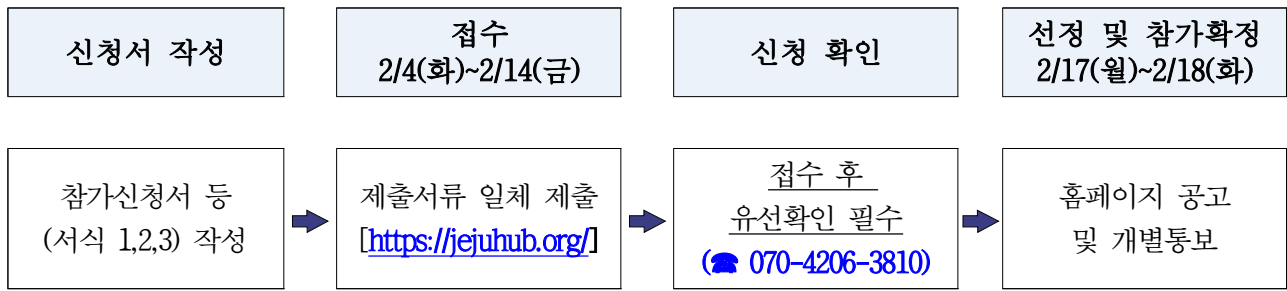 신청서 작성
접수
2/4(화)~2/14(금)
신청 확인
선정 및 참가확정
2/17(월)~2/18(화)
참가신청서 등
(서식 1,2,3) 작성
제출서류 일체 제출
[https://jejuhub.org/]
접수 후
유선확인 필수
(☎ 070-4206-3810)
홈페이지 공고
및 개별통보